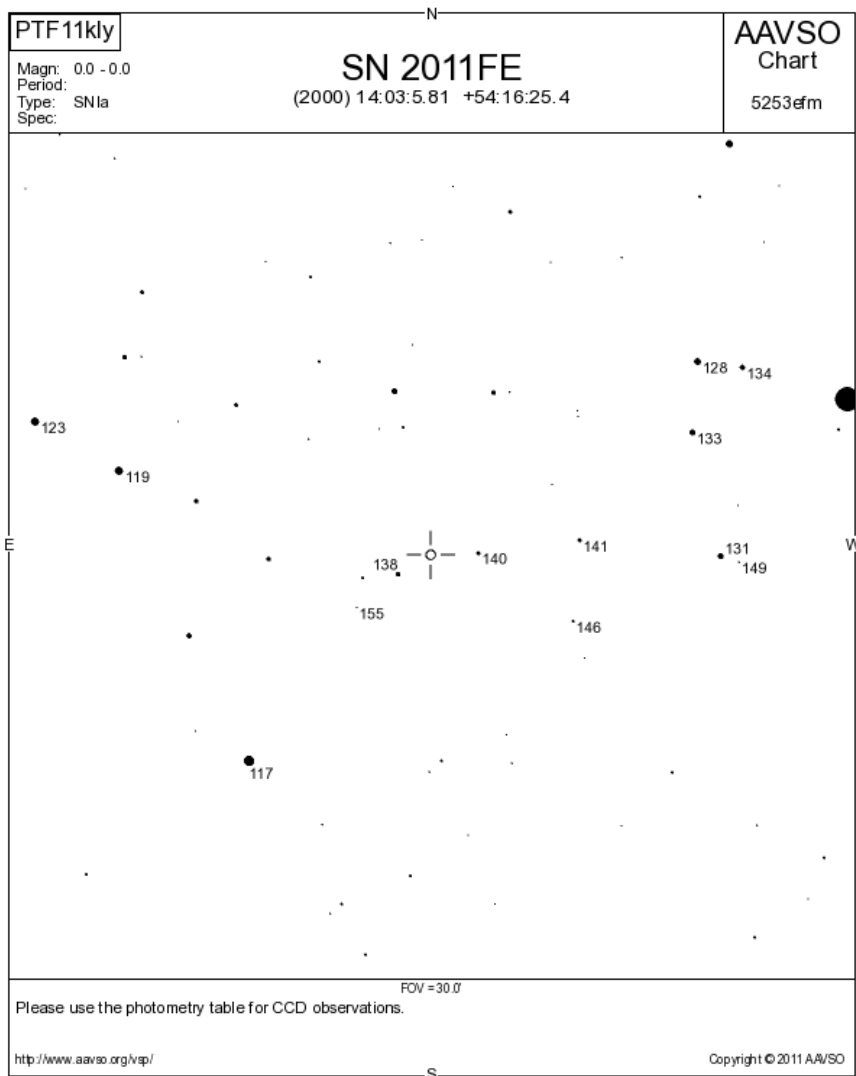 N
PTF11kly
Magn: 0.0 - 0.0
Period:
Type: SNIa
Spec:
SN 2011FE
(2000) 14:03:5.81 +54:16:25.4
AAVSO
Chart
5253efm
128
134
123
133
119
E
W
138
140
141
131
149
155
146
117
FOV = 30.0'
Please use the photometry table for CCD observations.
http://www.aavso.org/vsp/
Copyright © 2011 AAVSO
S